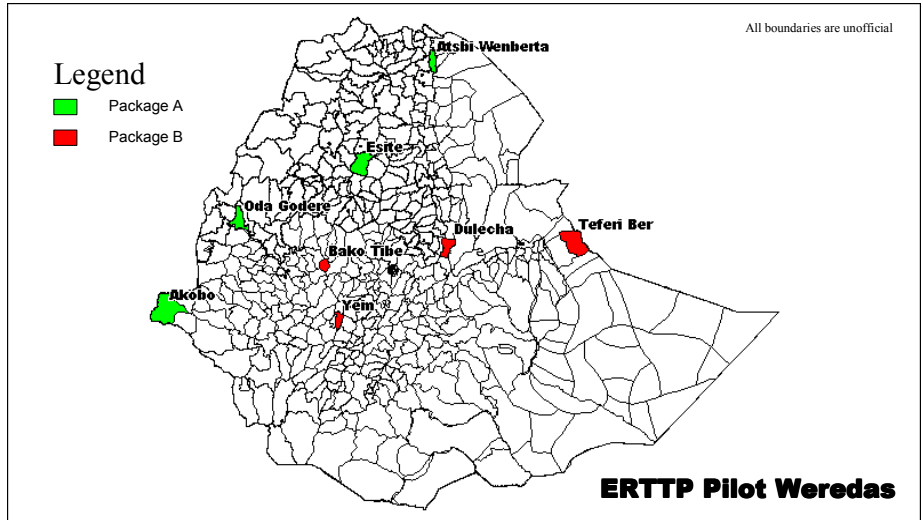 All boundaries are unofficial
Legend
Package A
Package B
Atsbi Wenberta
Esite
Oda Godere
Dulecha
Teferi Ber
Bako Tibe
Akobo
Yem
ERTTP Pilot Weredas